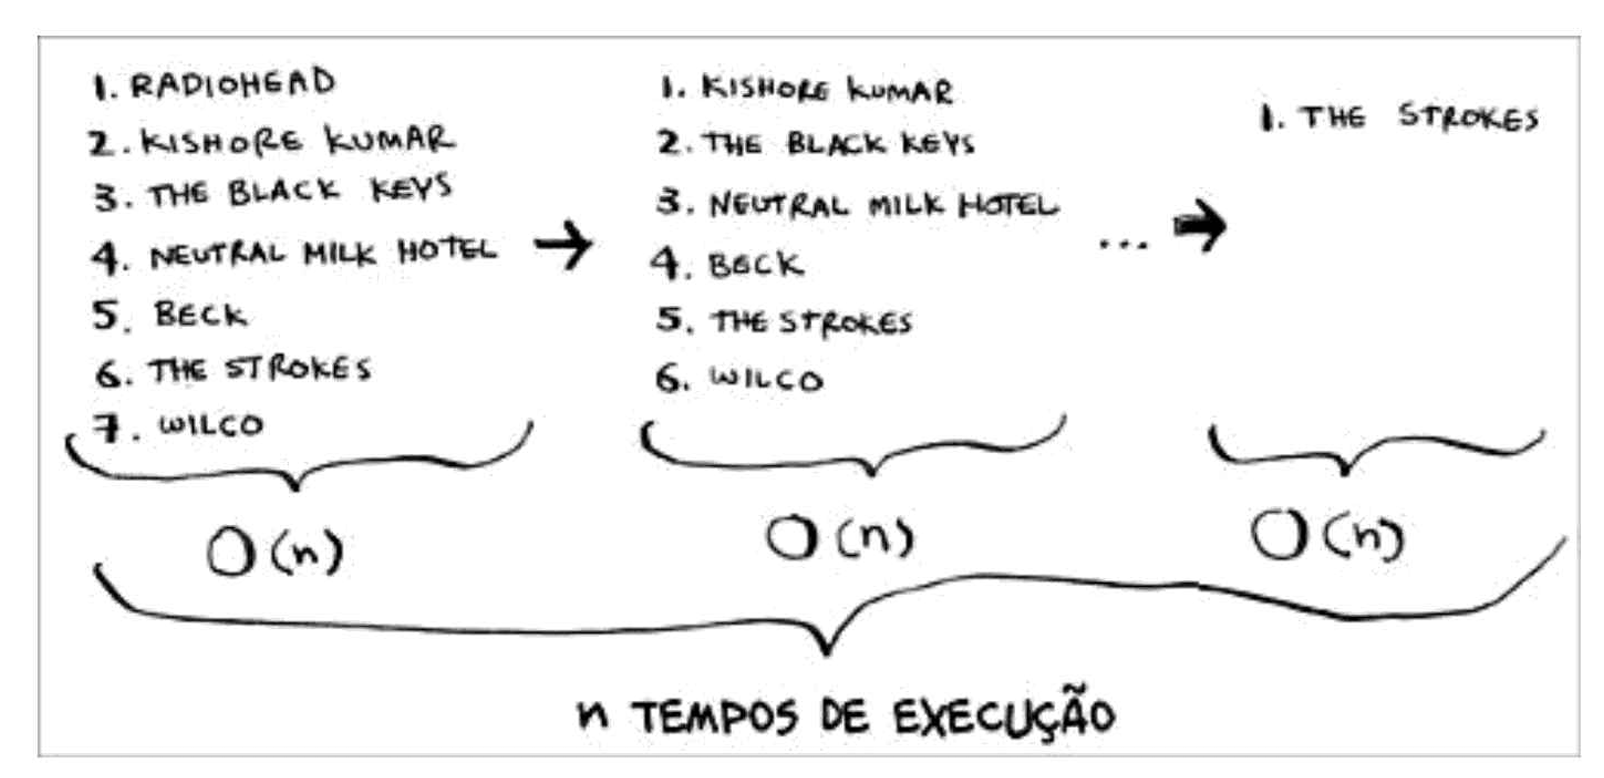 1. RADIOHEAD
2. KISHORE KUMAR
3. THE BLACK KEYS
4. NEUTRAL MILK HOTEL
5. BECK
6. THE STROKES
7. WILCO
O(n)
1. KISHORE KUMAR
2. THE BLACK KEYS
3. NEUTRAL MILK HOTEL
4. BECK
5. THE STROKES
6. WILCO
O(n)
...
1. THE STROKES
O(n)
n TEMPOS DE EXECUÇÃO